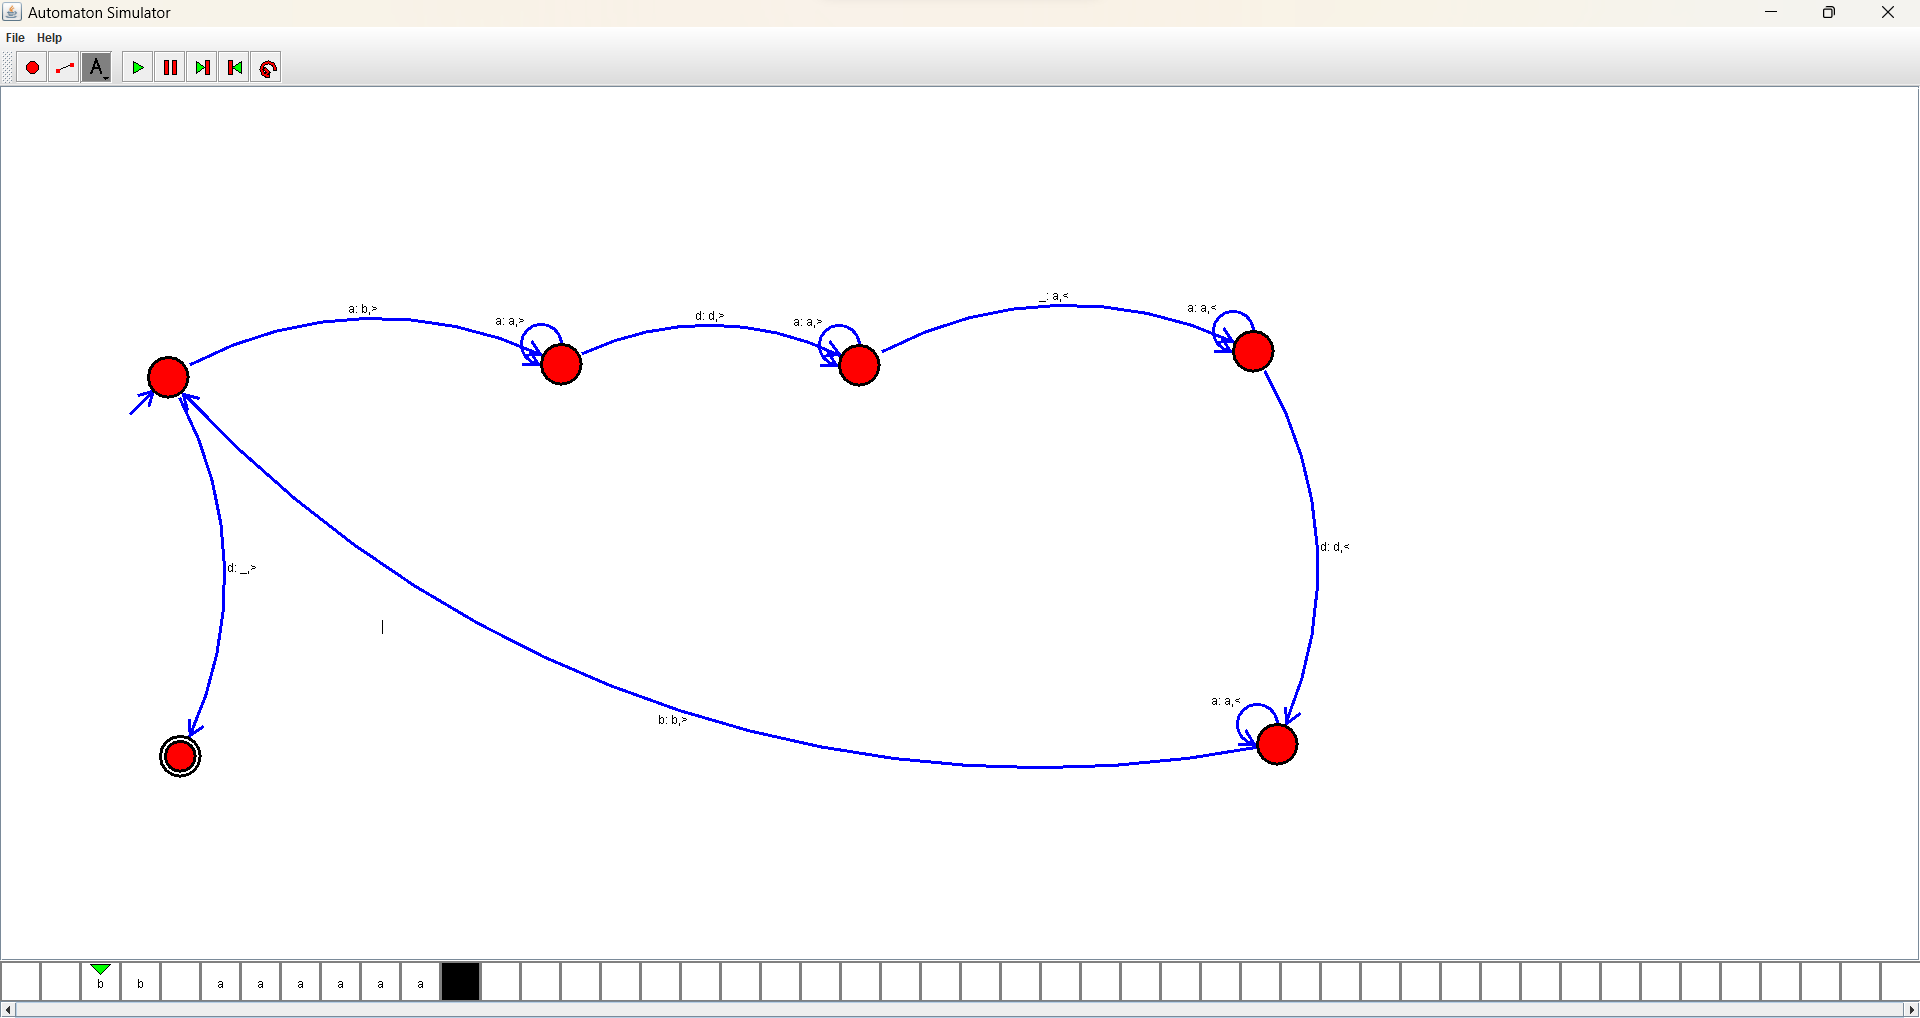 Automaton Simulator
File Help
A
_: a,<
a: b,> a: a,> d: d,> a: a,> a: a,<
d: d,<
d: _,>
a: a,<
b: b,>
b b a a a a a a